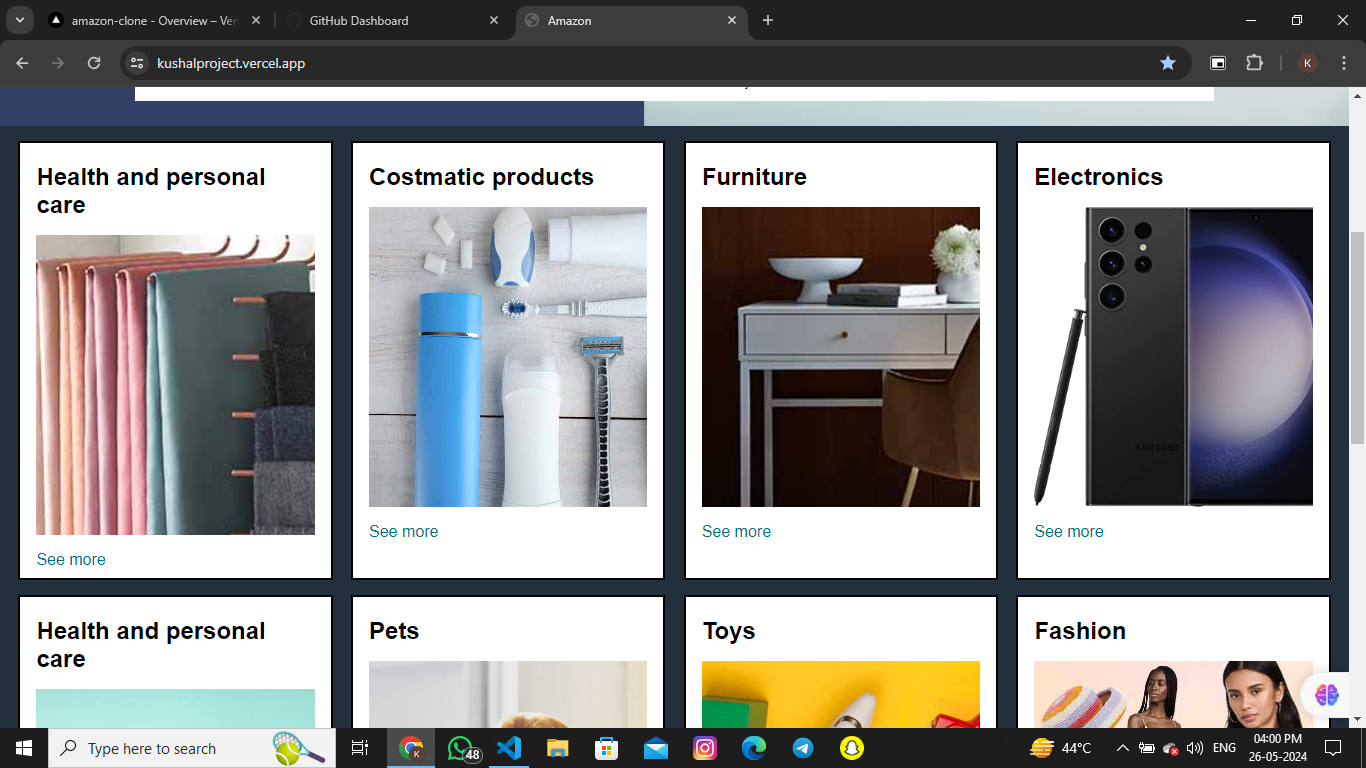 amazon-clone - Overview – Ver
GitHub Dashboard
Amazon
kushalproject.vercel.app
K
Health and personal
care
Costmatic products
Furniture
Electronics
SAMSUNG
See more
See more
See more
See more
Health and personal
care
Pets
Toys
Fashion
Type here to search
K
48
44°C
ENG
04:00 PM
26-05-2024